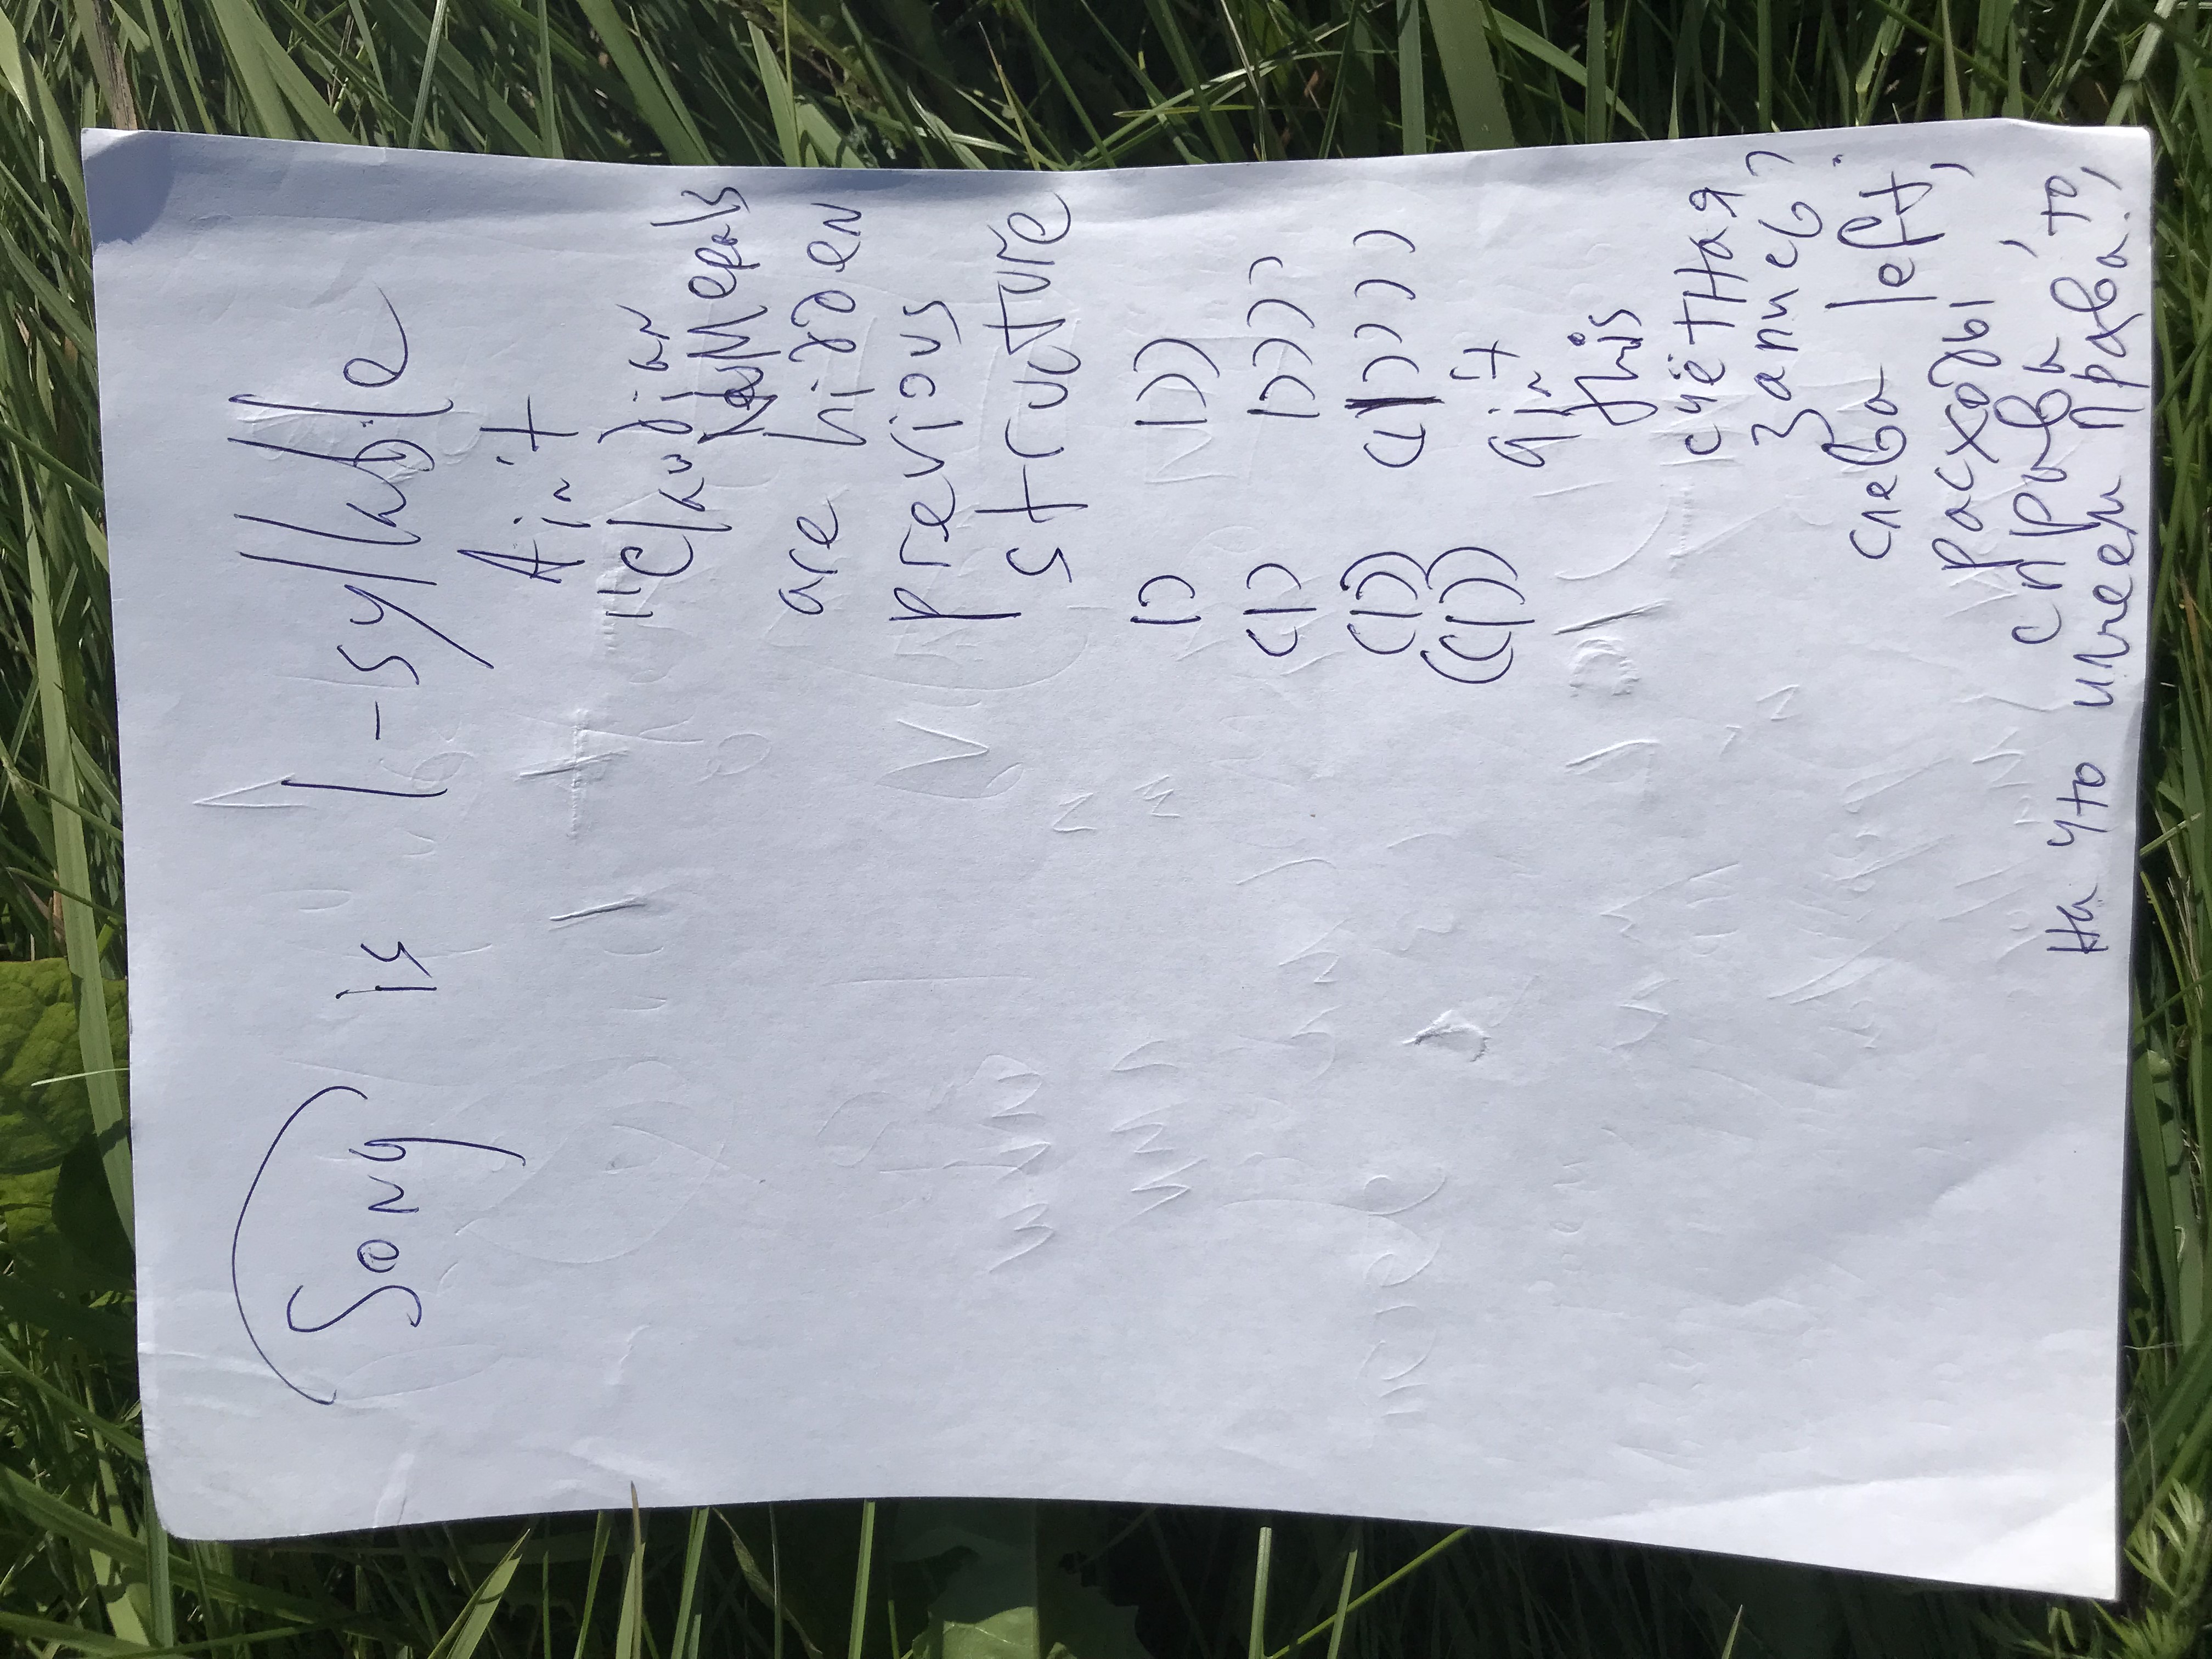 Song is 1-syllable
Ain't
"Claudian
NuMerals
are hidden
previous
structure
|) |))
(|) |))))
(|)) ((|)))))
((|)) ain't
this
счётная
запись?
слева left,
расходы,
справа то,
на что имеем права.